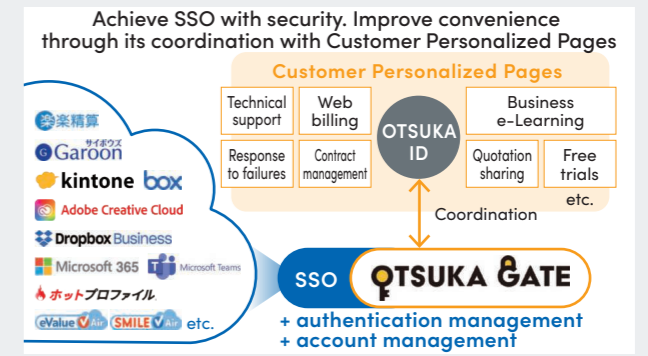 Achieve SSO with security. Improve convenience
through its coordination with Customer Personalized Pages
Customer Personalized Pages
Technical
support
Web
billing
OTSUKA
ID
Business
e-Learning
Response
to failures
Contract
management
Quotation
sharing
Free
trials
etc.
Coordination
楽 楽楽精算
サイボウズ
G Garoon
kintone box
Adobe Creative Cloud
Dropbox Business
Microsoft 365 Microsoft Teams
ホットプロファイル
eValue V Air SMILE V Air etc.
SSO OTSUKA GATE
+ authentication management
+ account management